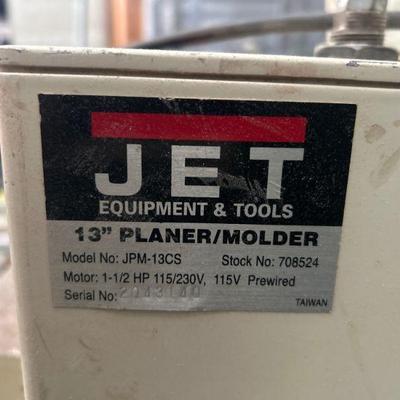 JET
EQUIPMENT & TOOLS
13” PLANER/MOLDER
Model No: JPM-13CS Stock No: 708524
Motor: 1-1/2 HP 115/230V, 115V Prewired
Serial No:
TAIWAN